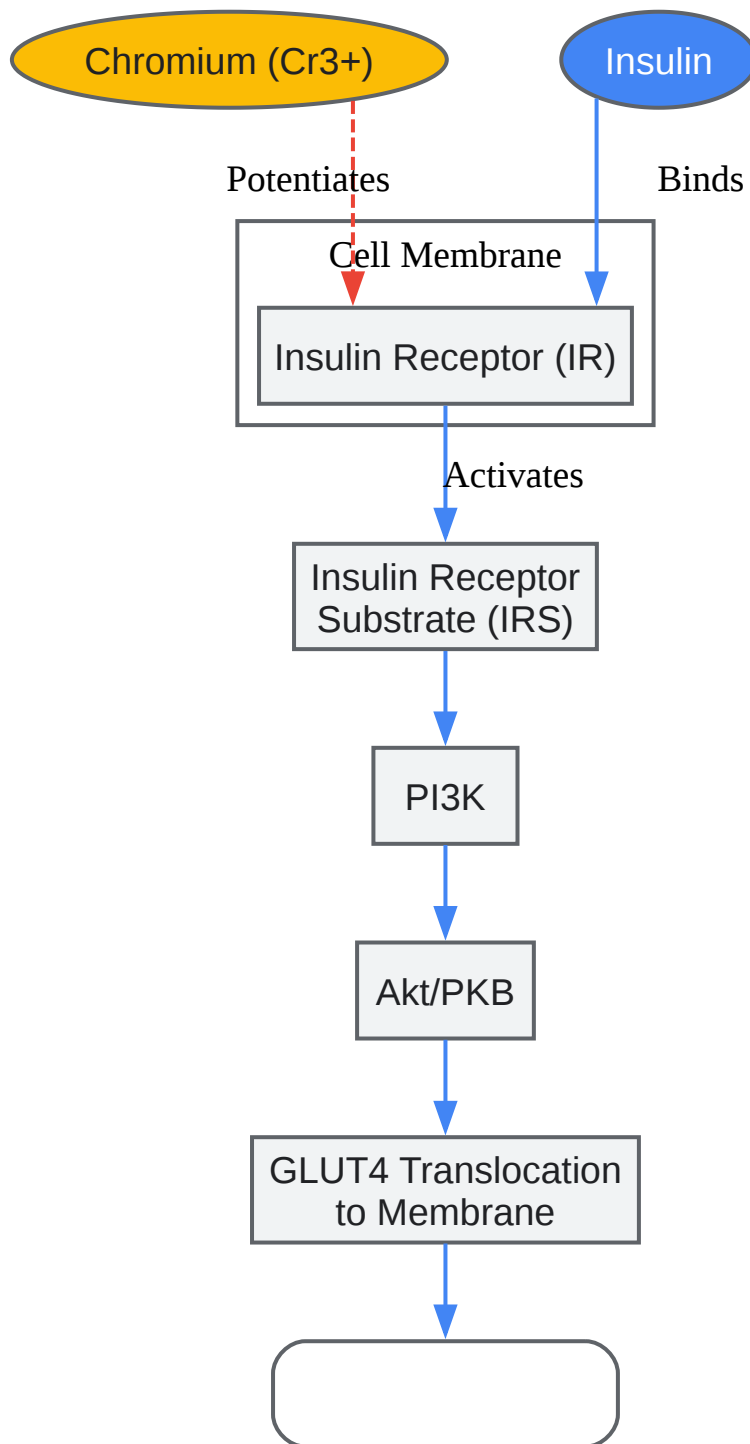 Chromium (Cr3+)
Insulin
Potentiates
Binds
Cell Membrane
Insulin Receptor (IR)
Activates
Insulin Receptor
Substrate (IRS)
PI3K
Akt/PKB
GLUT4 Translocation
to Membrane